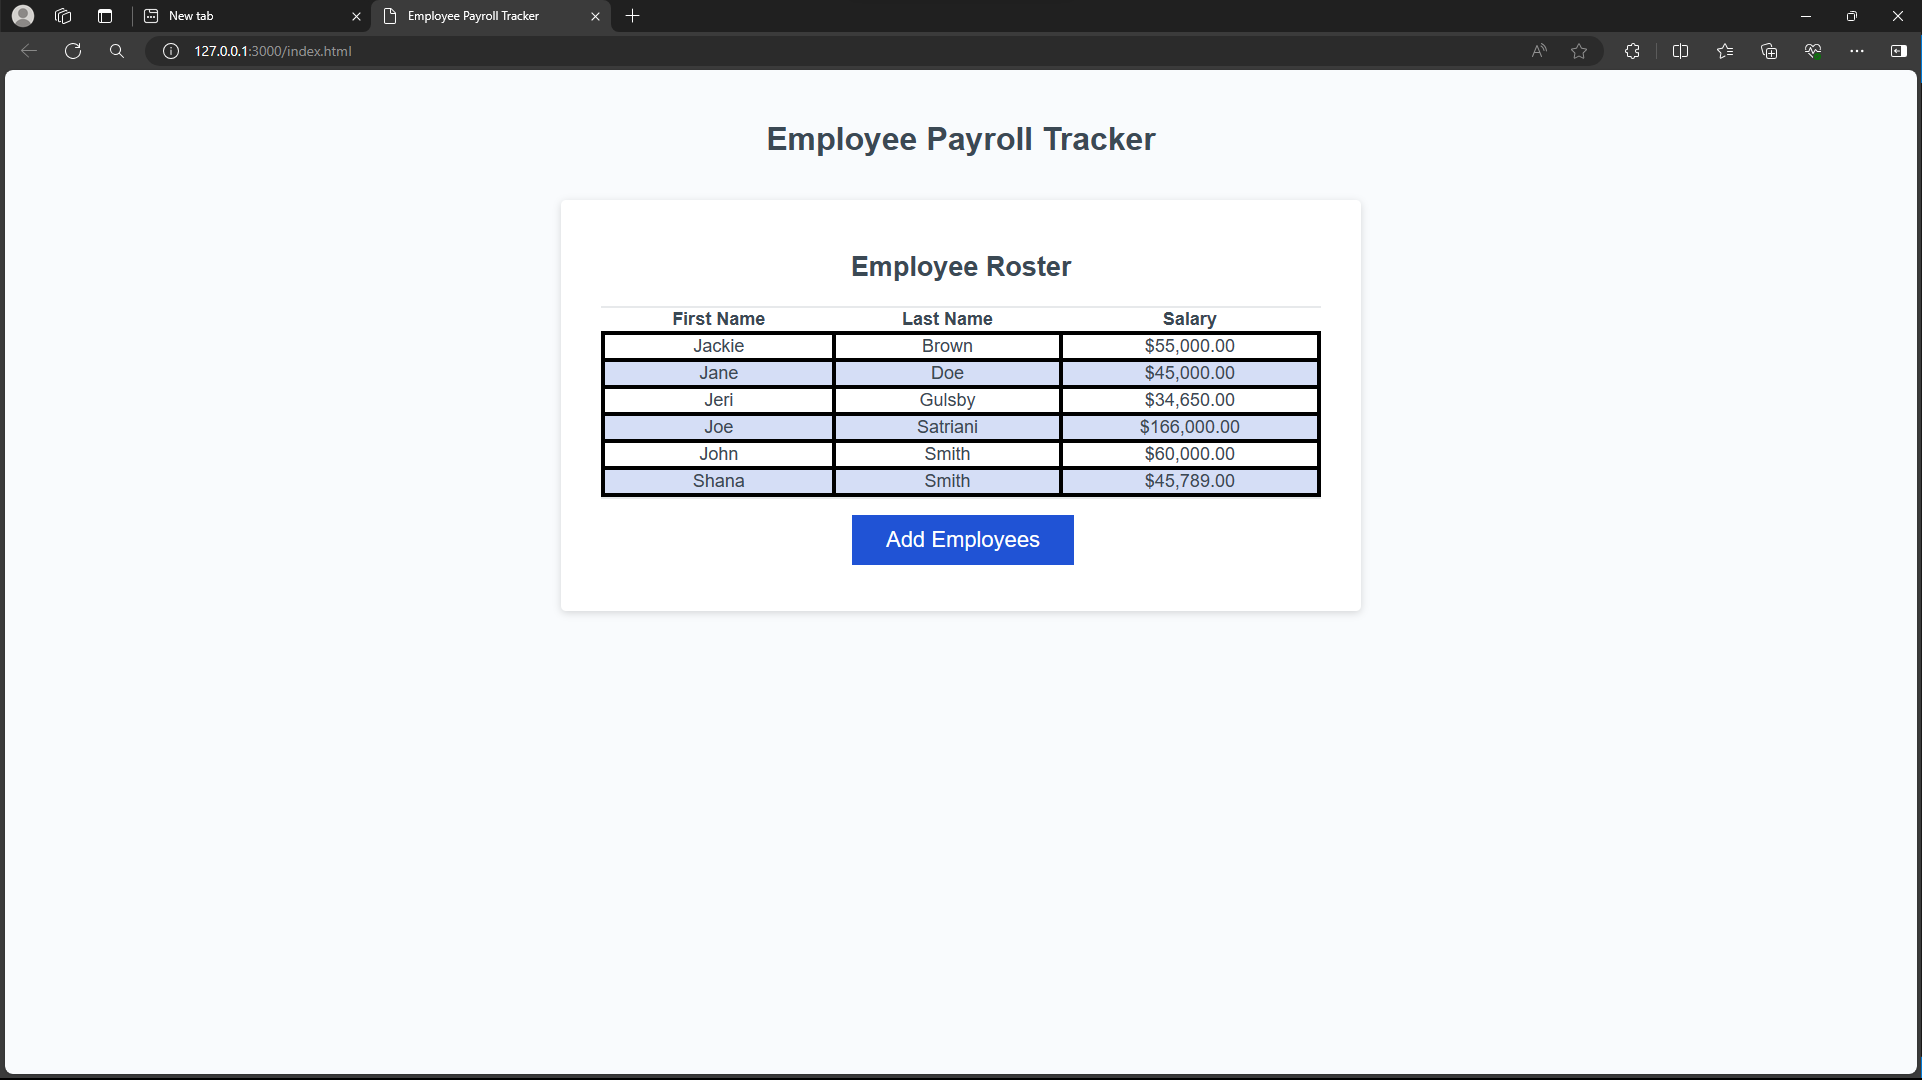 New tab
Employee Payroll Tracker
127.0.0.1:3000/index.html
Employee Payroll Tracker
Employee Roster
First Name Last Name Salary
Jackie Brown $55,000.00
Jane Doe $45,000.00
Jeri Gulsby $34,650.00
Joe Satriani $166,000.00
John Smith $60,000.00
Shana Smith $45,789.00
Add Employees